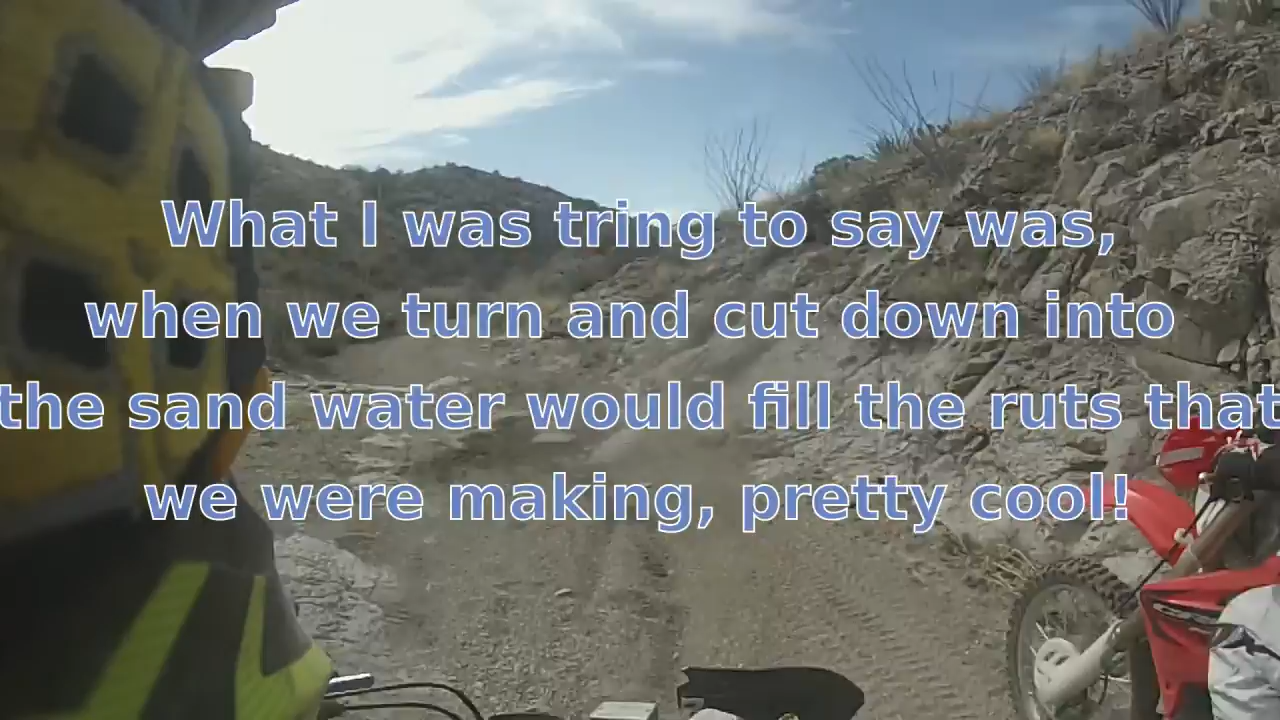 What I was tring to say was,
when we turn and cut down into
the sand water would fill the ruts that
we were making, pretty cool!